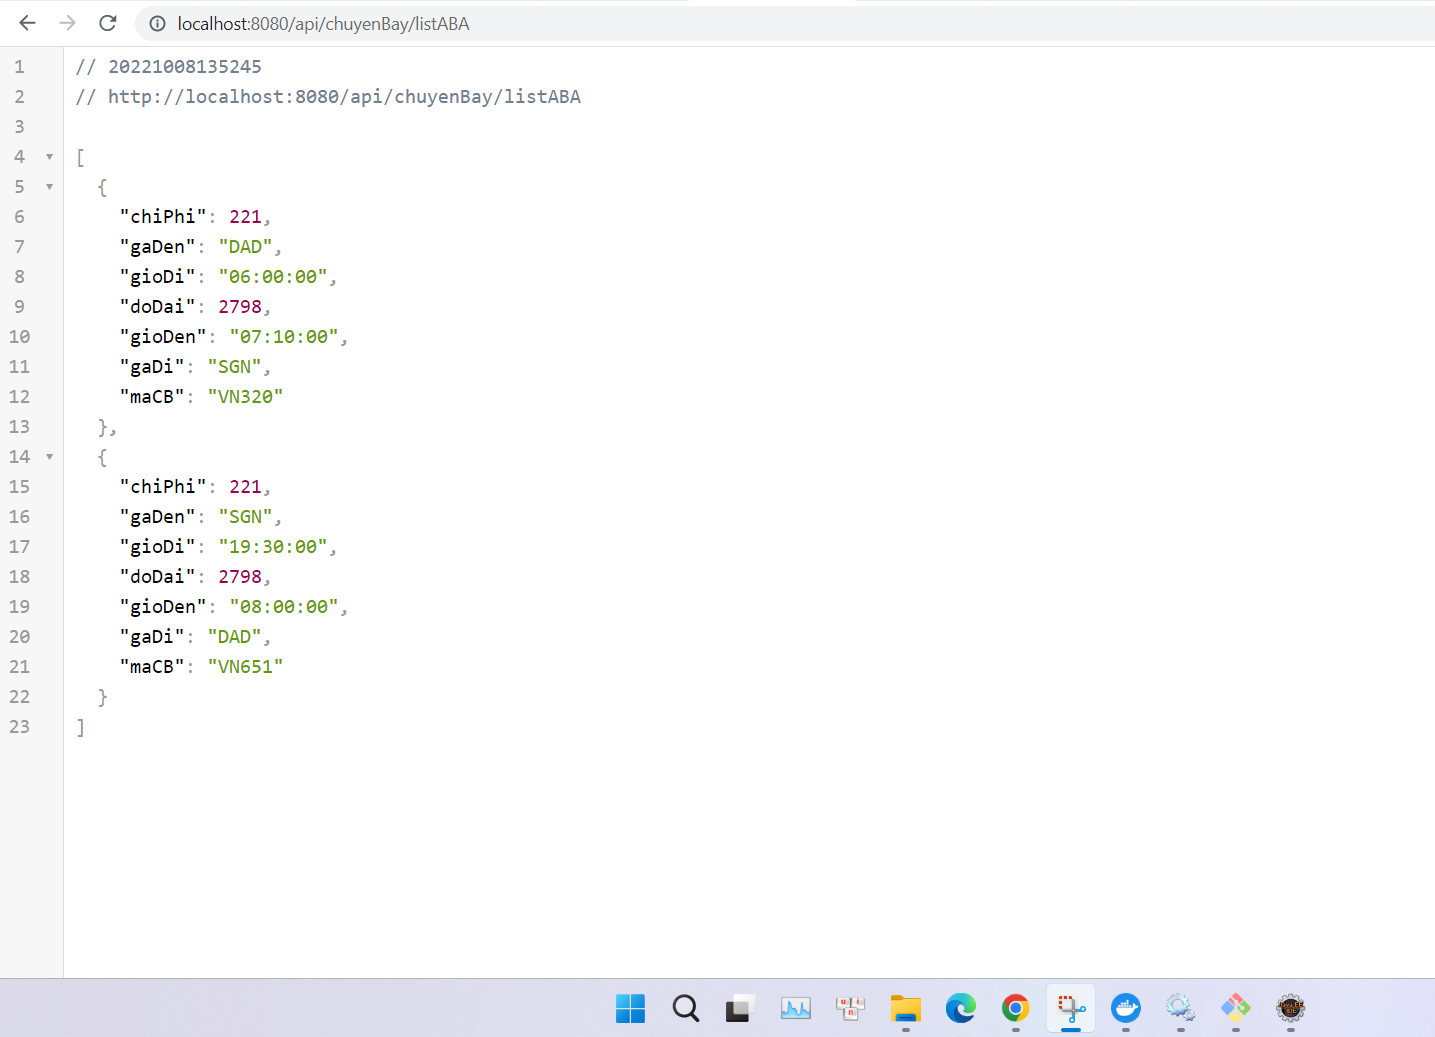 localhost:8080/api/chuyenBay/listABA
1 // 20221008135245
2 // http://localhost:8080/api/chuyenBay/listABA
3
4 [
5 {
6 "chiPhi": 221,
7 "gaDen": "DAD",
8 "gioDi": "06:00:00",
9 "doDai": 2798,
10 "gioDen": "07:10:00",
11 "gaDi": "SGN",
12 "maCB": "VN320"
13 },
14 {
15 "chiPhi": 221,
16 "gaDen": "SGN",
17 "gioDi": "19:30:00",
18 "doDai": 2798,
19 "gioDen": "08:00:00",
20 "gaDi": "DAD",
21 "maCB": "VN651"
22 }
23 ]